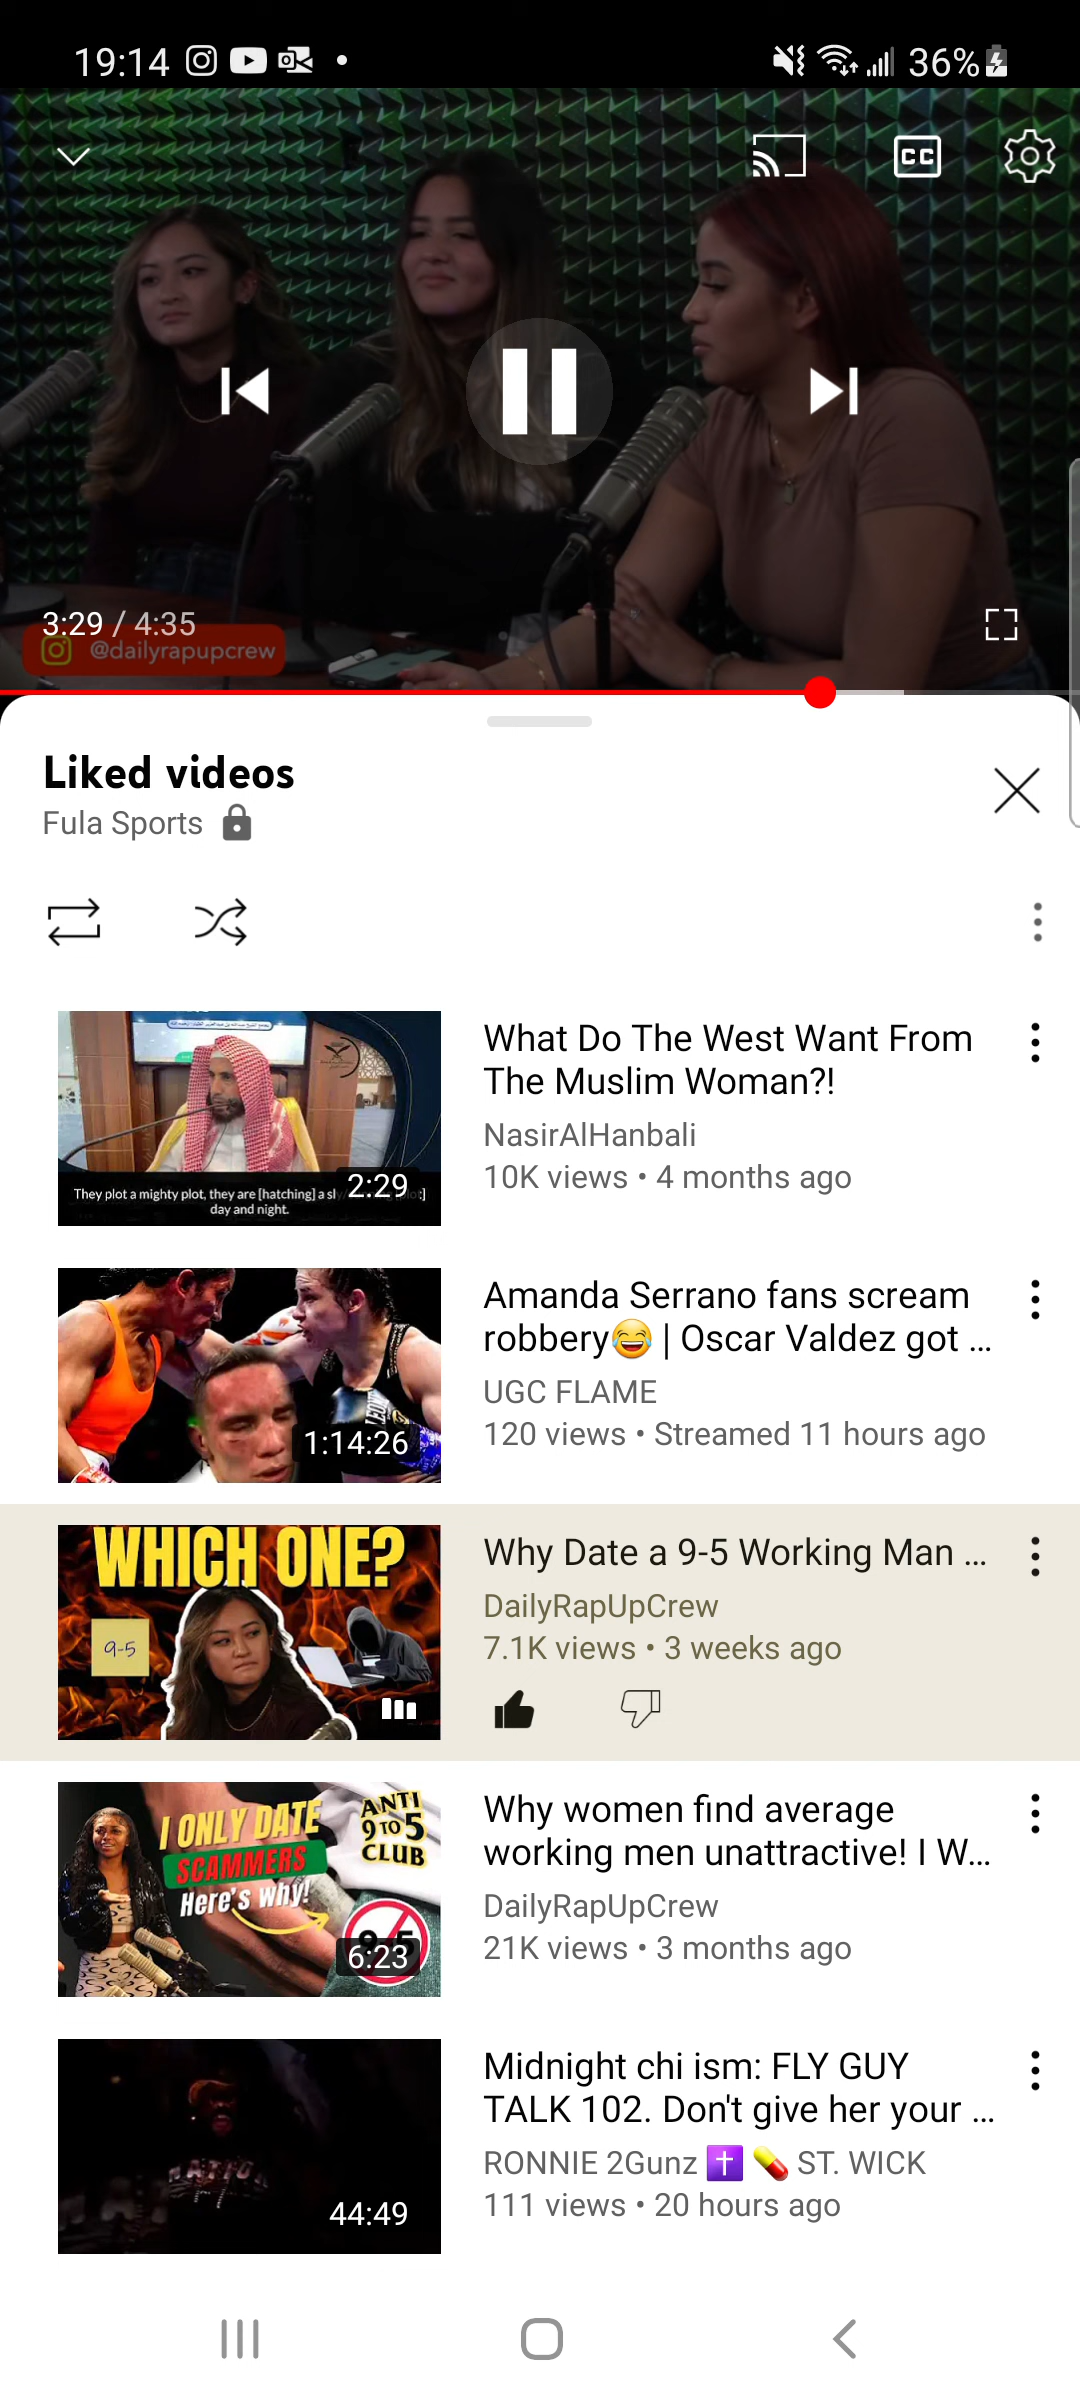 19:14
36%
CC
3:29 / 4:35
@dailyrapupcrew
Liked videos
Fula Sports
They plot a mighty plot, they are [hatching] a
day and night.
2:29
What Do The West Want From
The Muslim Woman?!
NasirAlHanbali
10K views • 4 months ago
1:14:26
Amanda Serrano fans scream
robbery😂 | Oscar Valdez got ...
UGC FLAME
120 views • Streamed 11 hours ago
WHICH ONE?
9-5
Why Date a 9-5 Working Man ...
DailyRapUpCrew
7.1K views • 3 weeks ago
I ONLY DATE
SCAMMERS
Here's why!
ANTI
9 TO 5
CLUB
9-5
6:23
Why women find average
working men unattractive! I W...
DailyRapUpCrew
21K views • 3 months ago
44:49
Midnight chi ism: FLY GUY
TALK 102. Don't give her your ...
RONNIE 2Gunz ✝️ 💊 ST. WICK
111 views • 20 hours ago